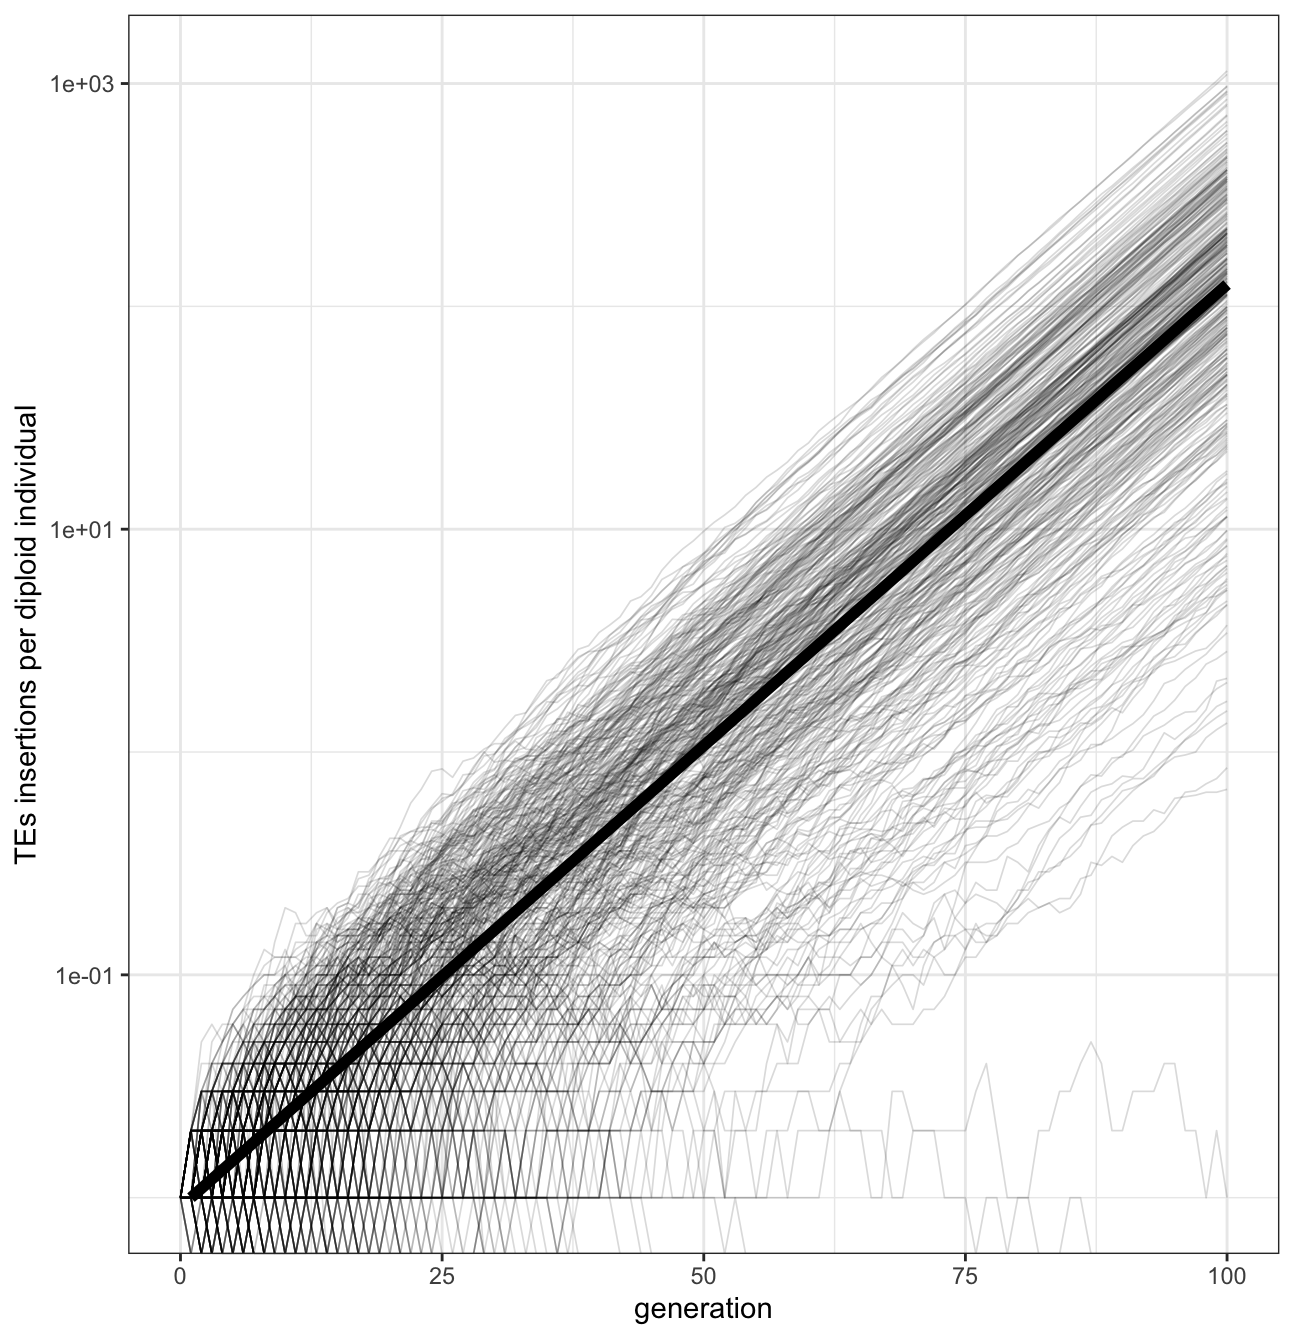 TEs insertions per diploid individual
1e+03
1e+01
1e-01
0 25 50 75 100
generation